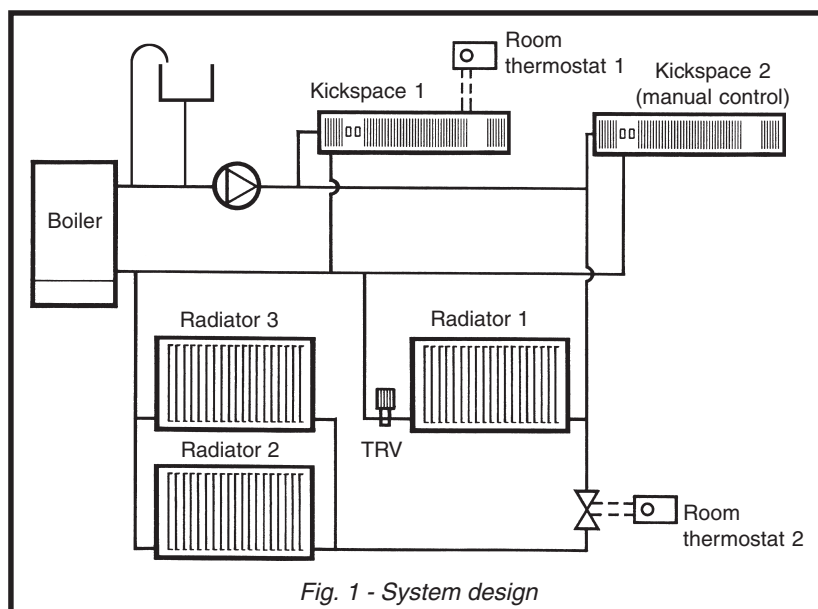 Room
thermostat 1
Kickspace 1
Kickspace 2
(manual control)
Boiler
Radiator 3
Radiator 1
TRV
Radiator 2
Room
thermostat 2
Fig. 1 - System design